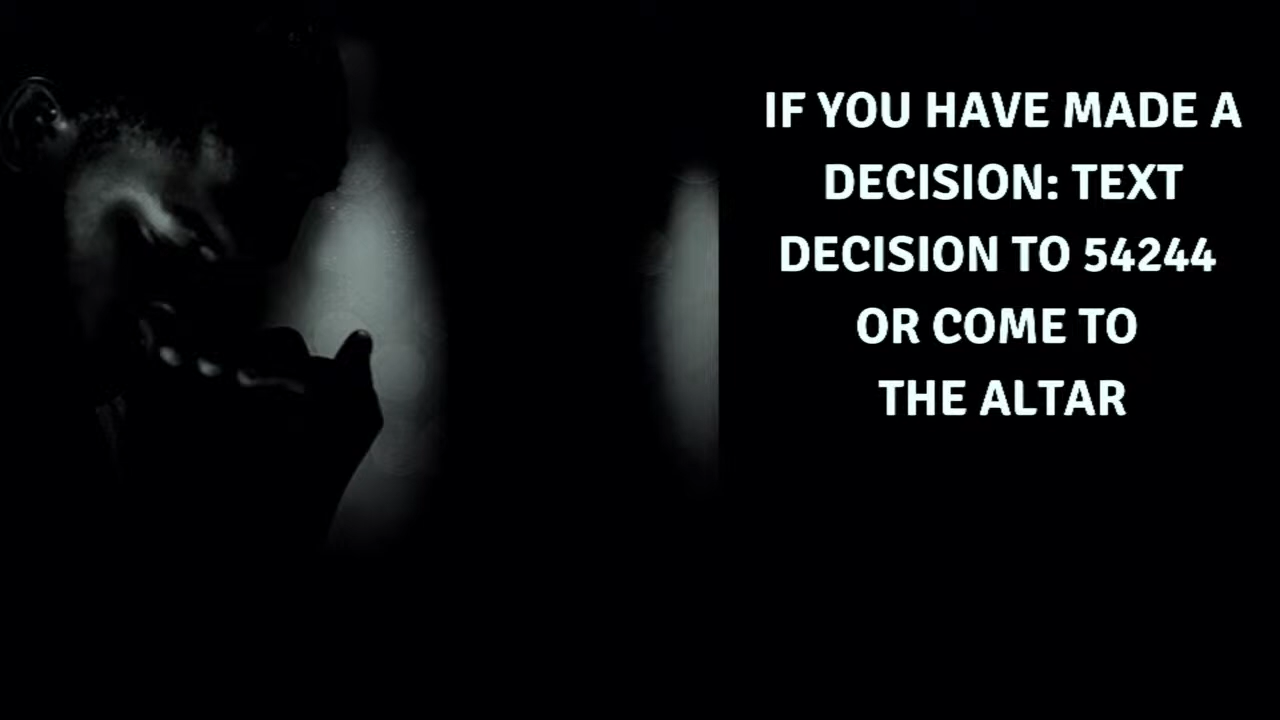 IF YOU HAVE MADE A
DECISION: TEXT
DECISION TO 54244
OR COME TO
THE ALTAR